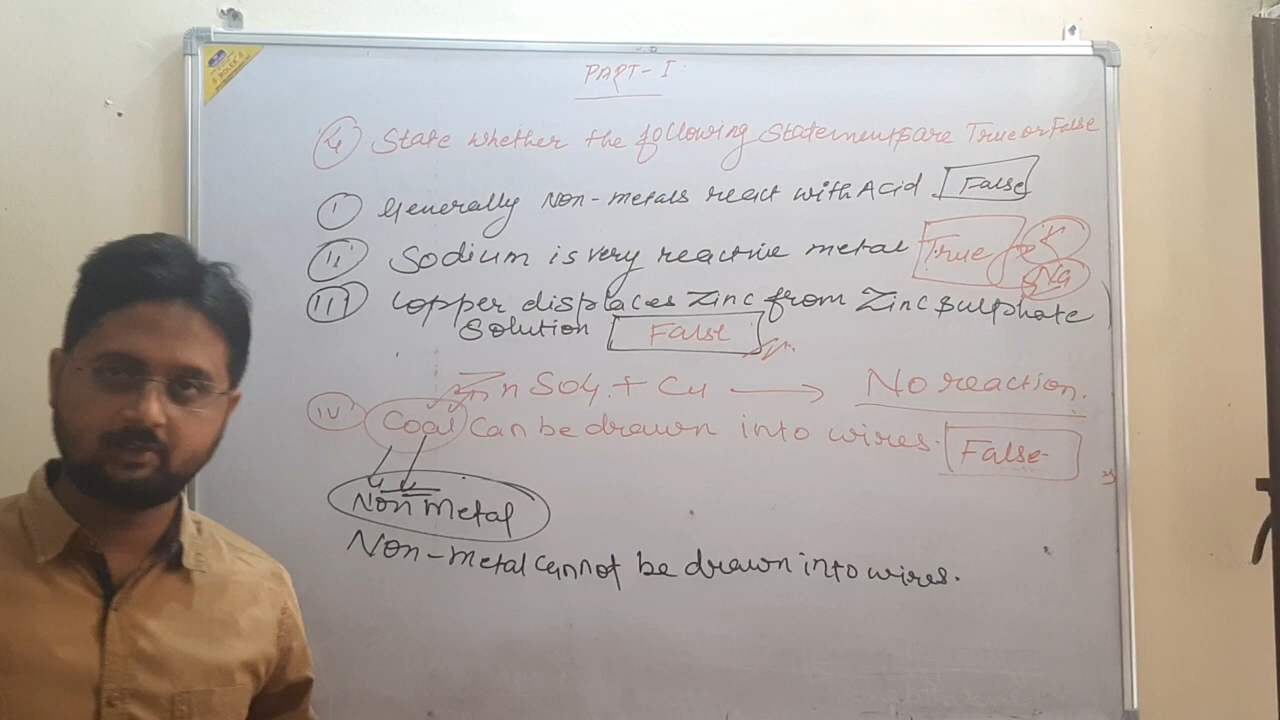 PART-I
4 State whether the following Statements are True or False
i Generally Non-metals react with Acid False
ii Sodium is very reactive metal True K
Na
iii Copper displaces Zinc from Zinc Sulphate
Solution False
ZnSO4 + Cu → No reaction.
iv Coal Can be drawn into wires. False
Non metal
Non-metal cannot be drawn into wires.